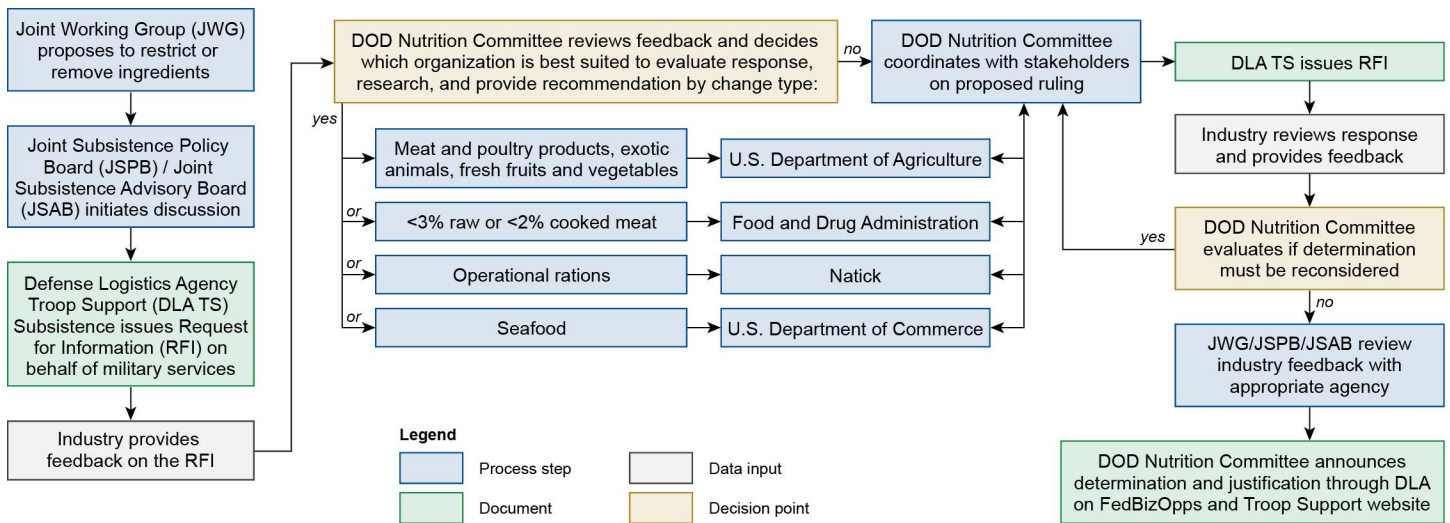 Joint Working Group (JWG)
proposes to restrict or
remove ingredients
Joint Subsistence Policy
Board (JSPB) / Joint
Subsistence Advisory Board
(JSAB) initiates discussion
Defense Logistics Agency
Troop Support (DLA TS)
Subsistence issues Request
for Information (RFI) on
behalf of military services
Industry provides
feedback on the RFI
DOD Nutrition Committee reviews feedback and decides
which organization is best suited to evaluate response,
research, and provide recommendation by change type:
no
yes
Meat and poultry products, exotic
animals, fresh fruits and vegetables
U.S. Department of Agriculture
or
<3% raw or <2% cooked meat
Food and Drug Administration
or
Operational rations
Natick
or
Seafood
U.S. Department of Commerce
DOD Nutrition Committee
coordinates with stakeholders
on proposed ruling
DLA TS issues RFI
Industry reviews response
and provides feedback
DOD Nutrition Committee
evaluates if determination
must be reconsidered
yes
no
JWG/JSPB/JSAB review
industry feedback with
appropriate agency
DOD Nutrition Committee announces
determination and justification through DLA
on FedBizOpps and Troop Support website
Legend
Process step
Data input
Document
Decision point